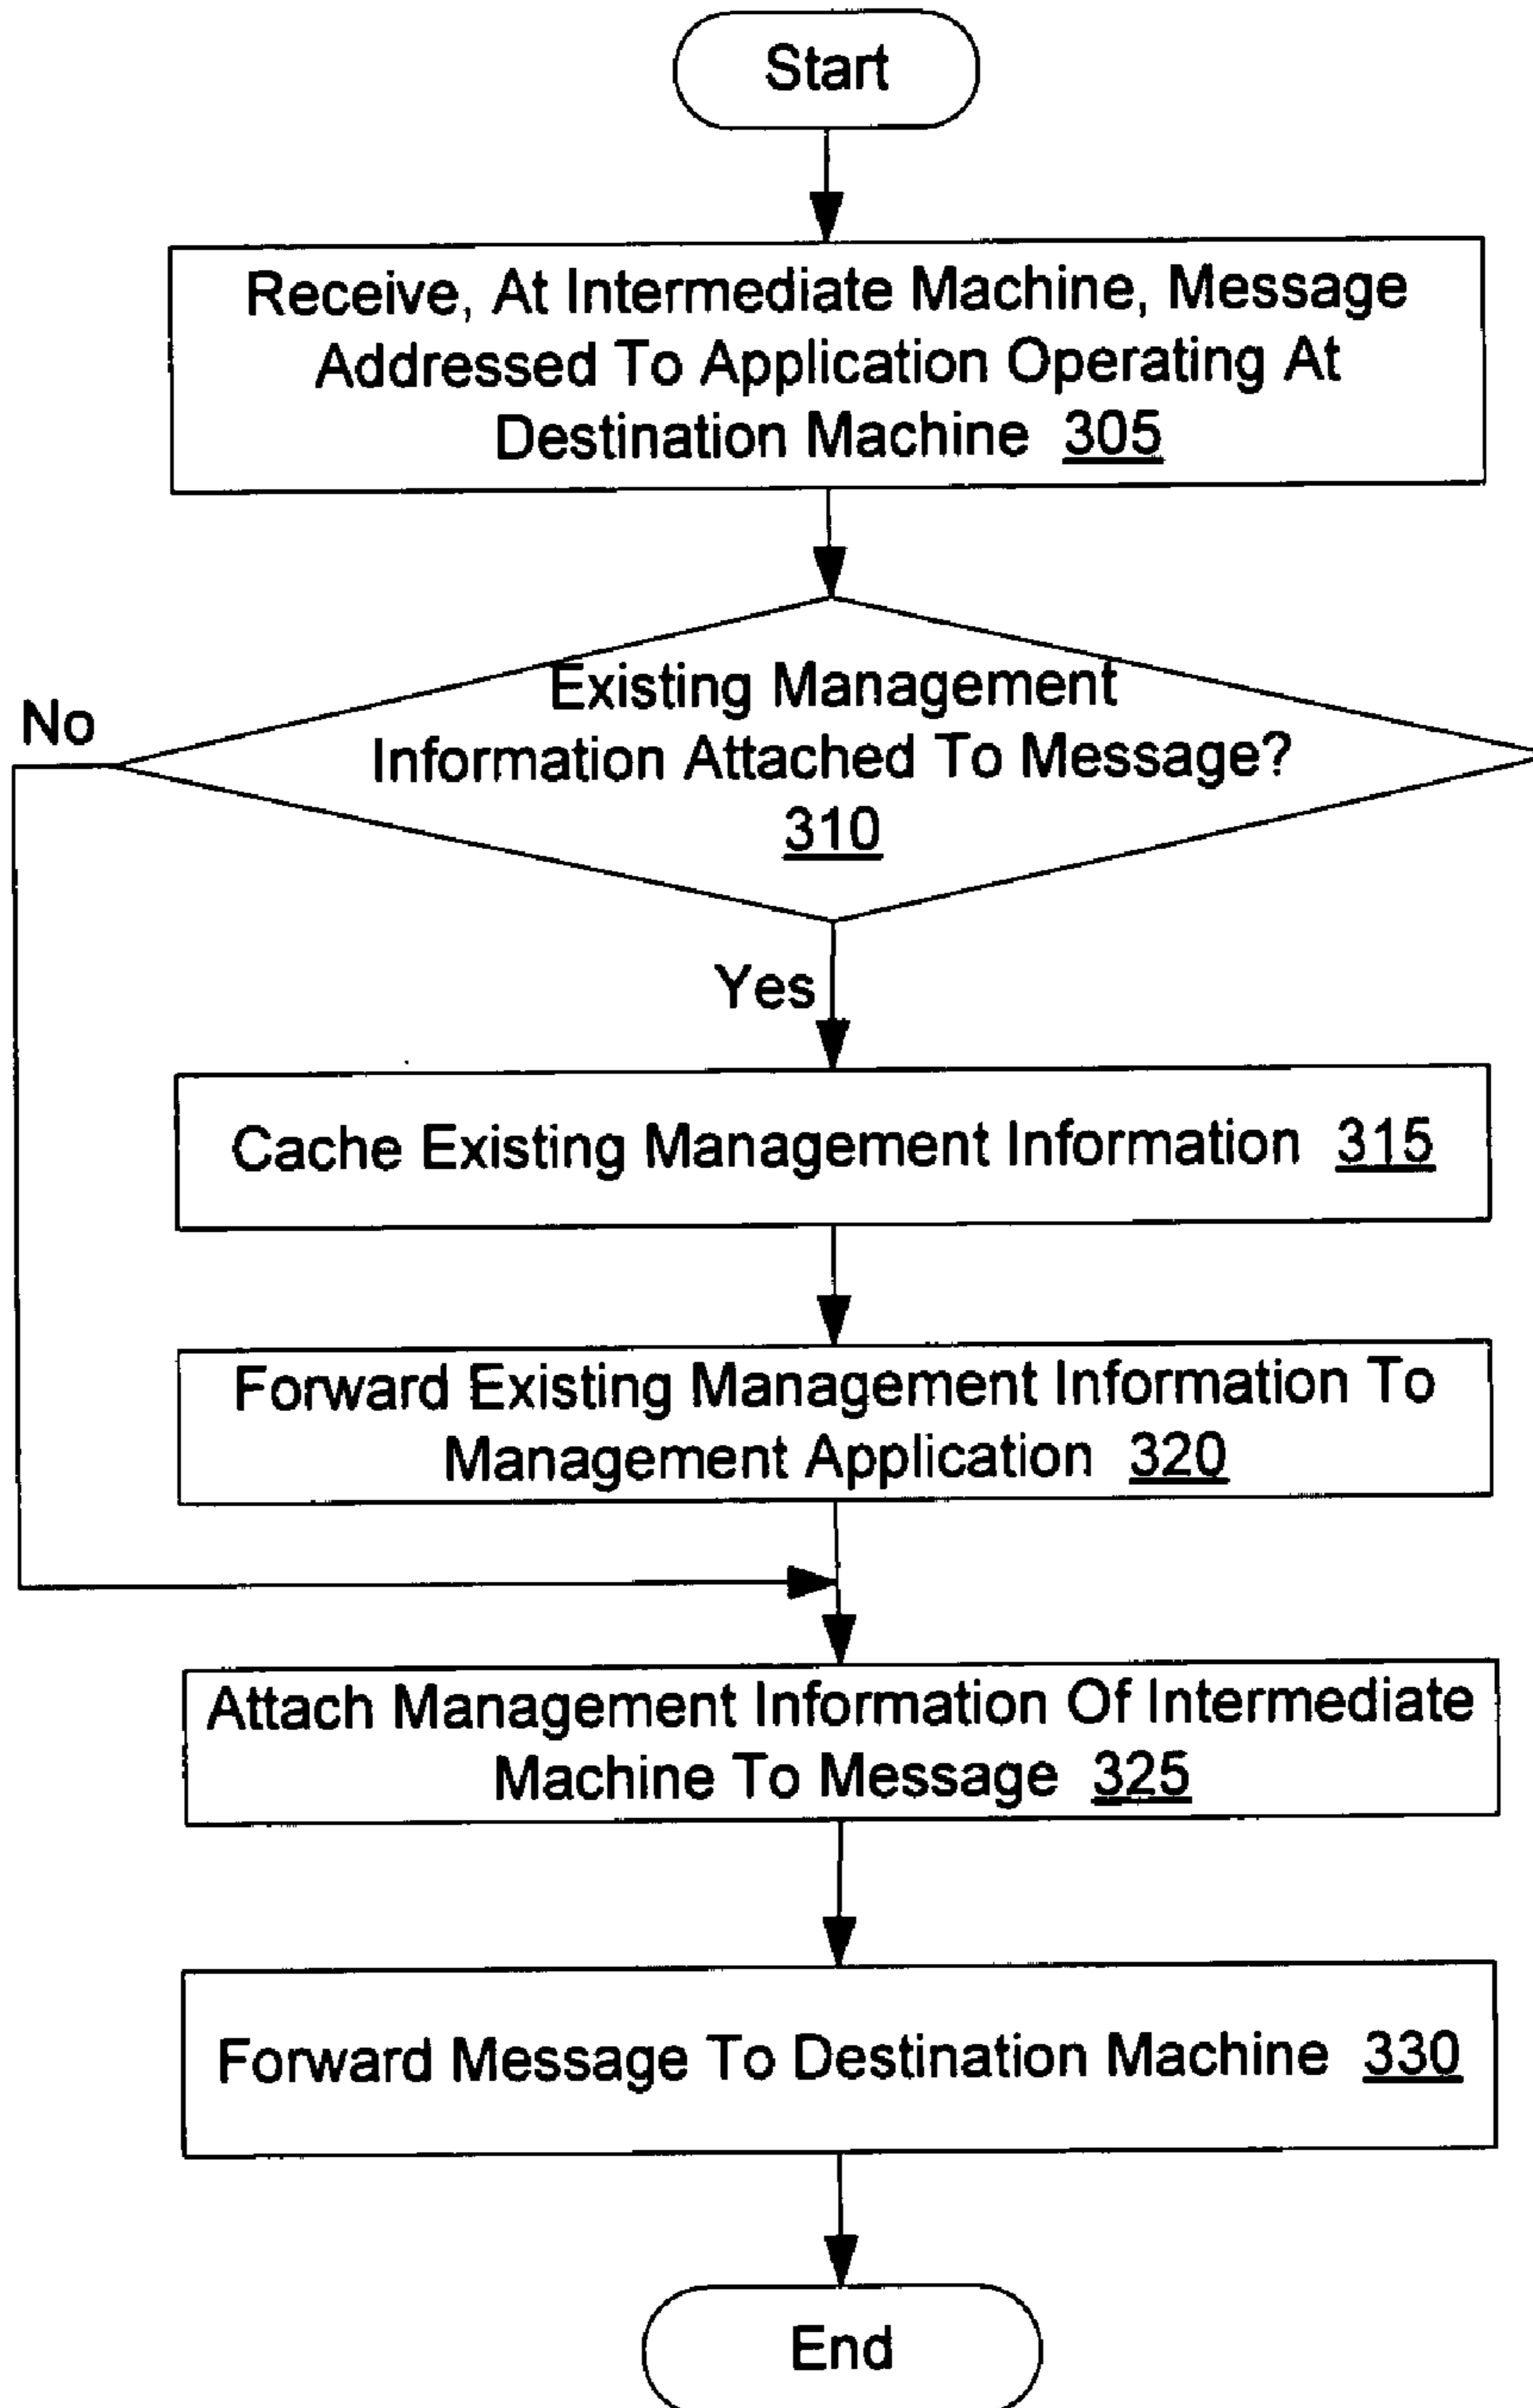 Start
Receive, At Intermediate Machine, Message
Addressed To Application Operating At
Destination Machine 305
Existing Management
Information Attached To Message?
310
No
Yes
Cache Existing Management Information 315
Forward Existing Management Information To
Management Application 320
Attach Management Information Of Intermediate
Machine To Message 325
Forward Message To Destination Machine 330
End